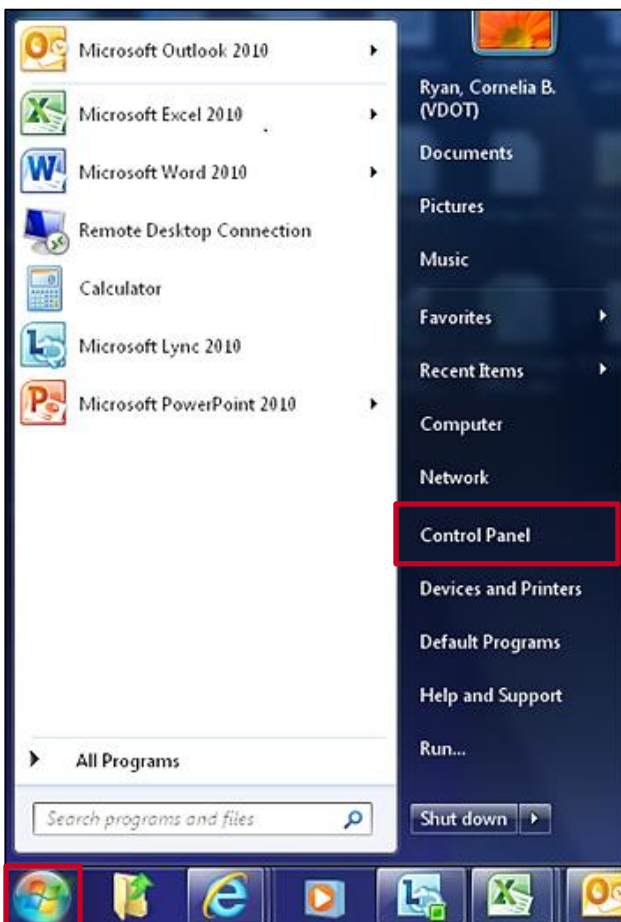 Microsoft Outlook 2010
Microsoft Excel 2010
Microsoft Word 2010
Remote Desktop Connection
Calculator
Microsoft Lync 2010
Microsoft PowerPoint 2010
All Programs
Search programs and files
Ryan, Cornelia B.
(VDOT)
Documents
Pictures
Music
Favorites
Recent Items
Computer
Network
Control Panel
Devices and Printers
Default Programs
Help and Support
Run...
Shut down